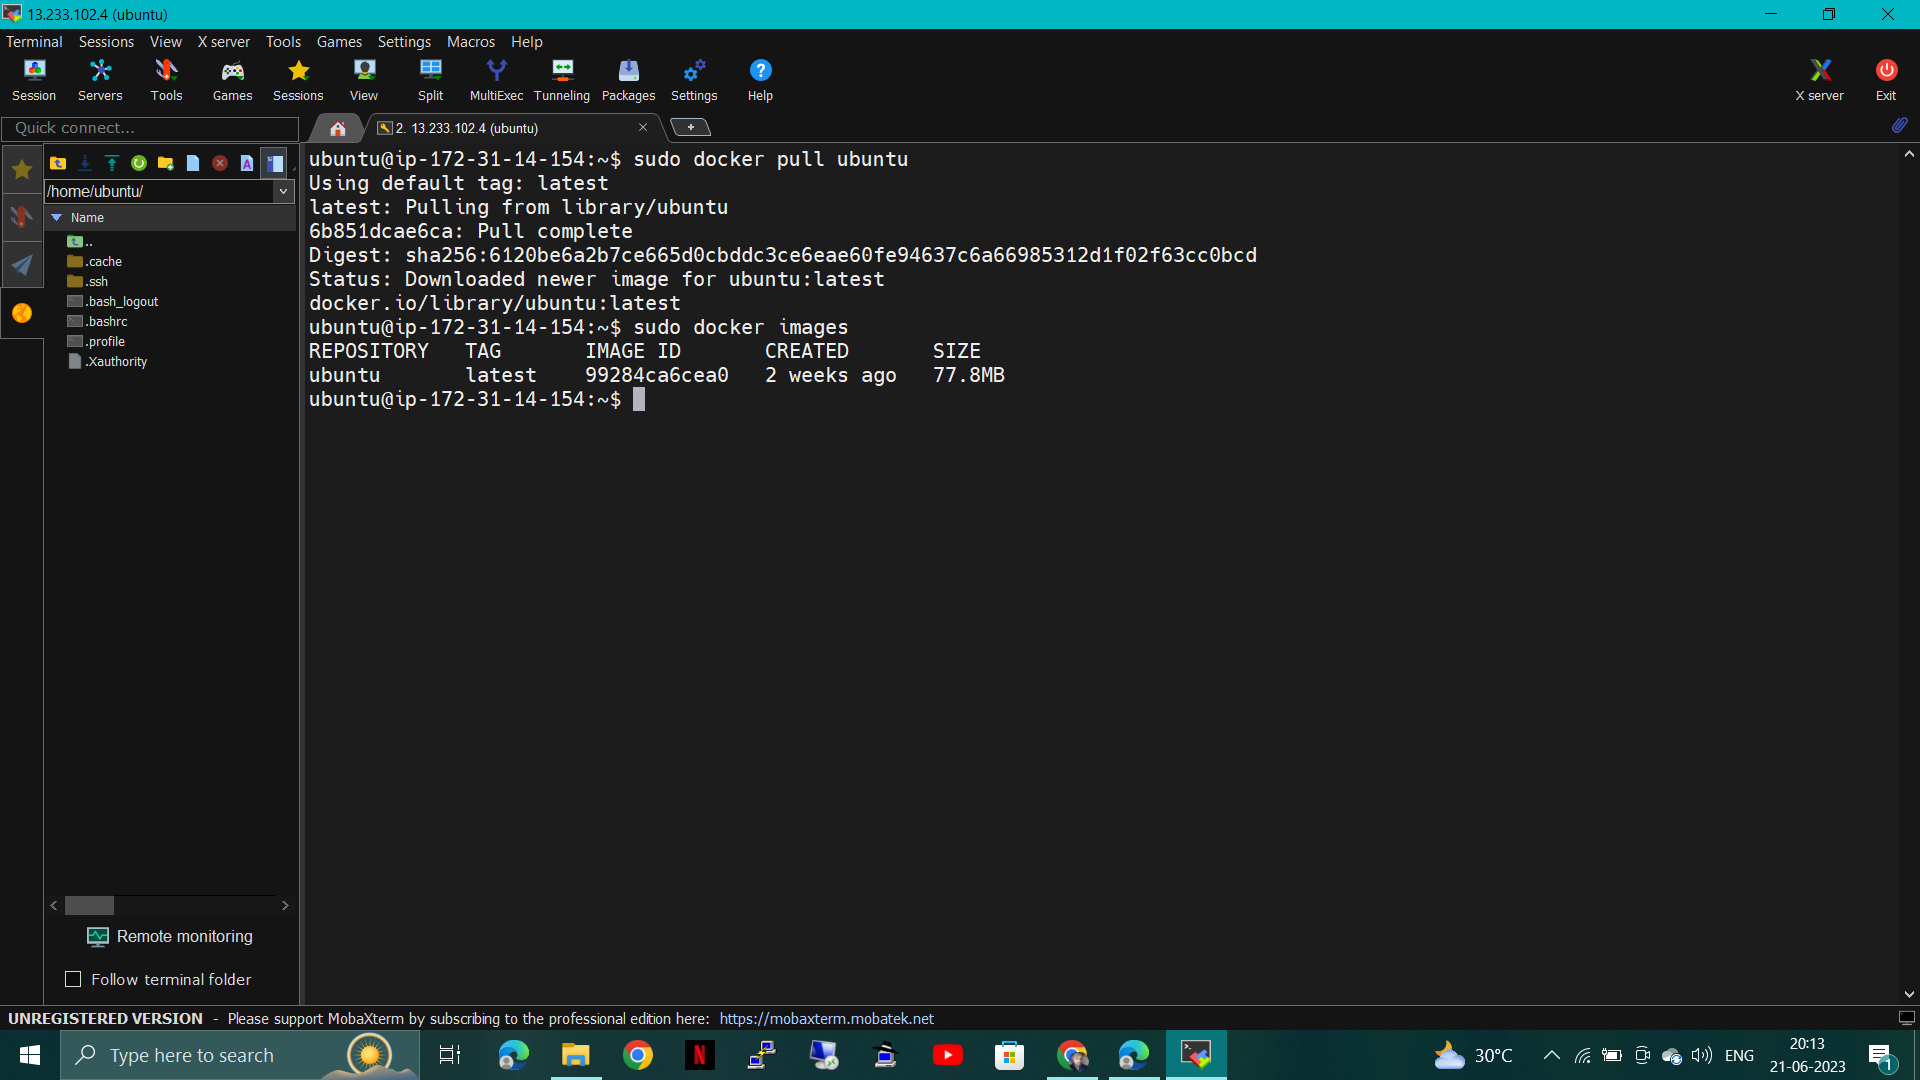 13.233.102.4 (ubuntu)
Terminal Sessions View X server Tools Games Settings Macros Help
Session Servers Tools Games Sessions View Split MultiExec Tunneling Packages Settings Help X server Exit
Quick connect...
2. 13.233.102.4 (ubuntu)
/home/ubuntu/
Name
..
.cache
.ssh
.bash_logout
.bashrc
.profile
.Xauthority
Remote monitoring
Follow terminal folder
ubuntu@ip-172-31-14-154:~$ sudo docker pull ubuntu
Using default tag: latest
latest: Pulling from library/ubuntu
6b851dcae6ca: Pull complete
Digest: sha256:6120be6a2b7ce665d0cbddc3ce6eae60fe94637c6a66985312d1f02f63cc0bcd
Status: Downloaded newer image for ubuntu:latest
docker.io/library/ubuntu:latest
ubuntu@ip-172-31-14-154:~$ sudo docker images
REPOSITORY TAG IMAGE ID CREATED SIZE
ubuntu latest 99284ca6cea0 2 weeks ago 77.8MB
ubuntu@ip-172-31-14-154:~$
UNREGISTERED VERSION - Please support MobaXterm by subscribing to the professional edition here: https://mobaxterm.mobatek.net
Type here to search
30°C
ENG
20:13
21-06-2023
1